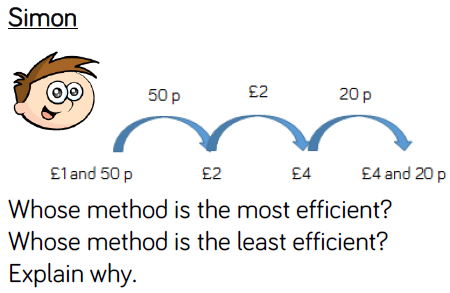 Simon
50 p £2 20 p
£1 and 50 p £2 £4 £4 and 20 p
Whose method is the most efficient?
Whose method is the least efficient?
Explain why.